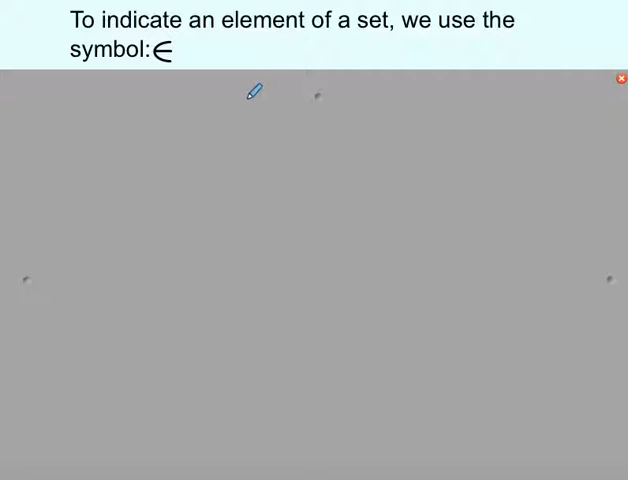 To indicate an element of a set, we use the
symbol:∈